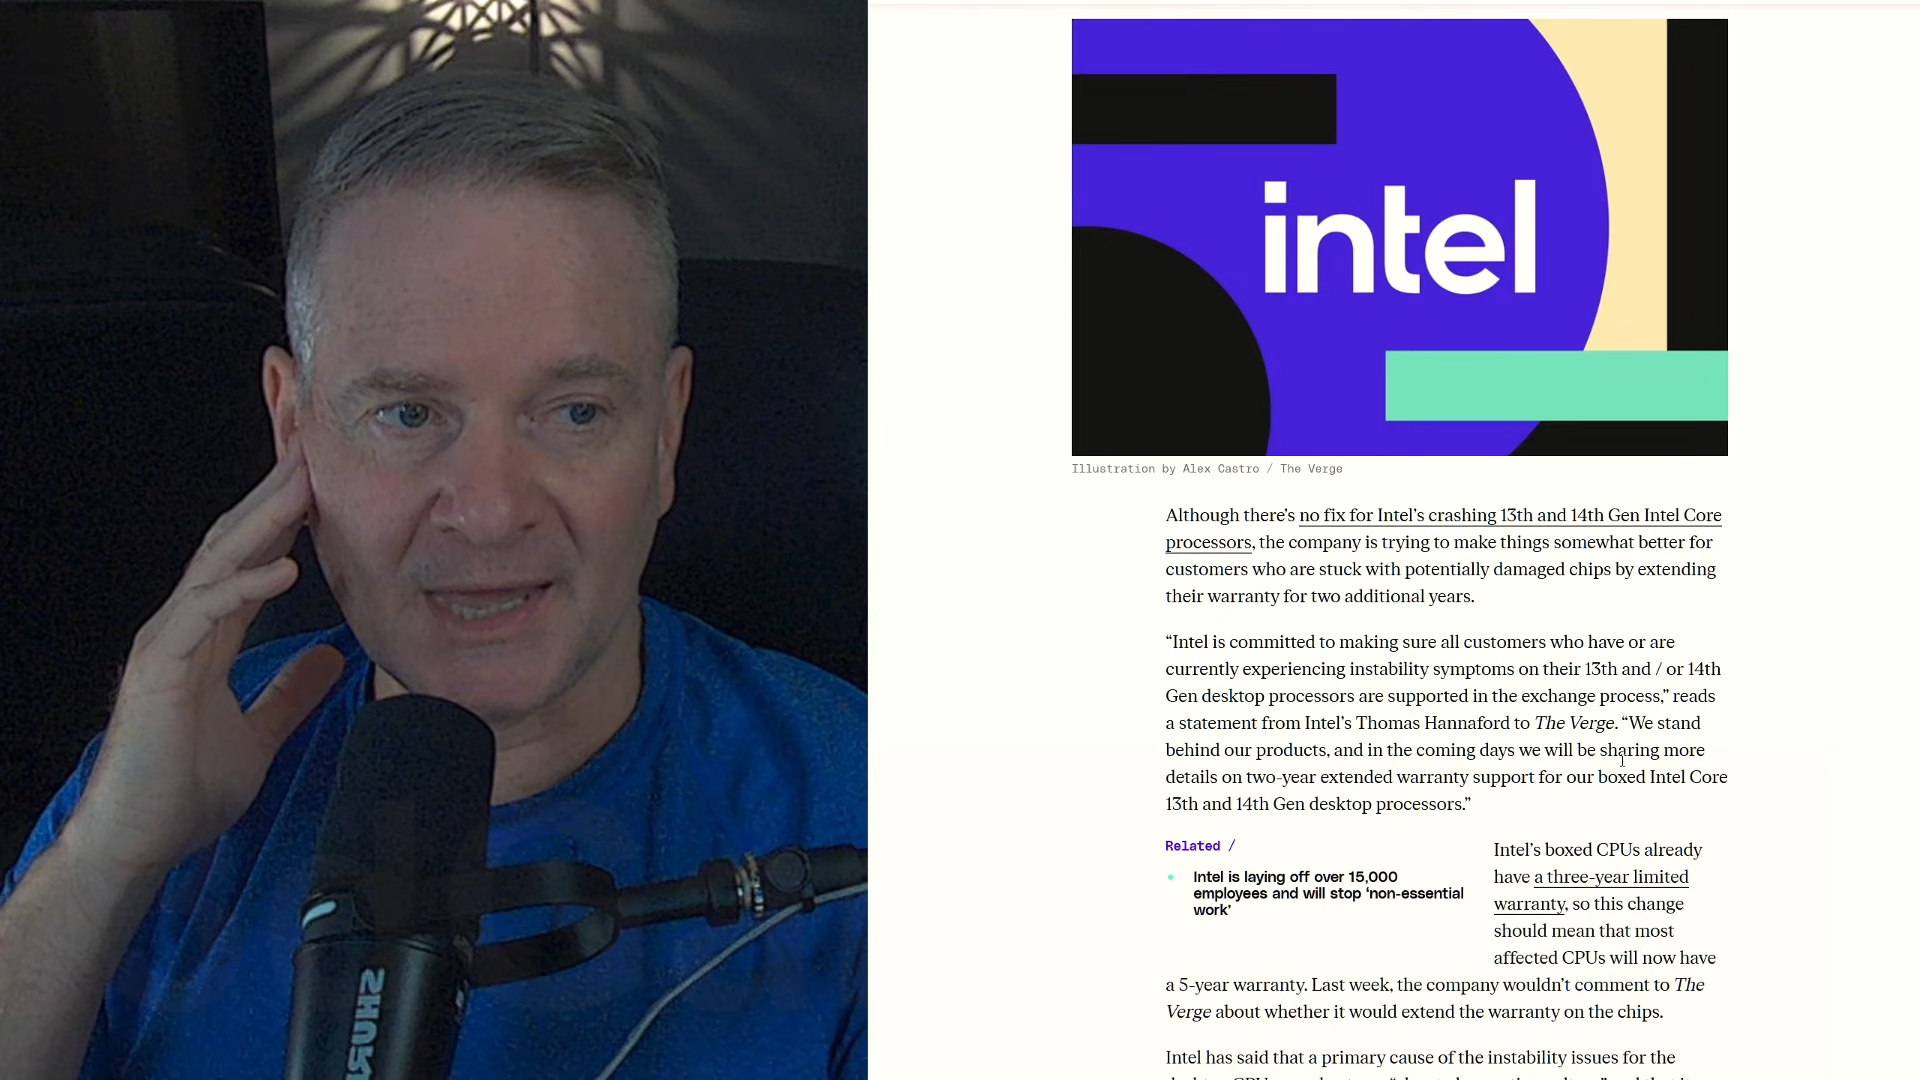 intel
Illustration by Alex Castro / The Verge
Although there’s no fix for Intel’s crashing 13th and 14th Gen Intel Core
processors, the company is trying to make things somewhat better for
customers who are stuck with potentially damaged chips by extending
their warranty for two additional years.
“Intel is committed to making sure all customers who have or are
currently experiencing instability symptoms on their 13th and / or 14th
Gen desktop processors are supported in the exchange process,” reads
a statement from Intel’s Thomas Hannaford to The Verge. “We stand
behind our products, and in the coming days we will be sharing more
details on two-year extended warranty support for our boxed Intel Core
13th and 14th Gen desktop processors.”
Related /
Intel is laying off over 15,000
employees and will stop ‘non-essential
work’
Intel’s boxed CPUs already
have a three-year limited
warranty, so this change
should mean that most
affected CPUs will now have
a 5-year warranty. Last week, the company wouldn’t comment to The
Verge about whether it would extend the warranty on the chips.
Intel has said that a primary cause of the instability issues for the
SHURE